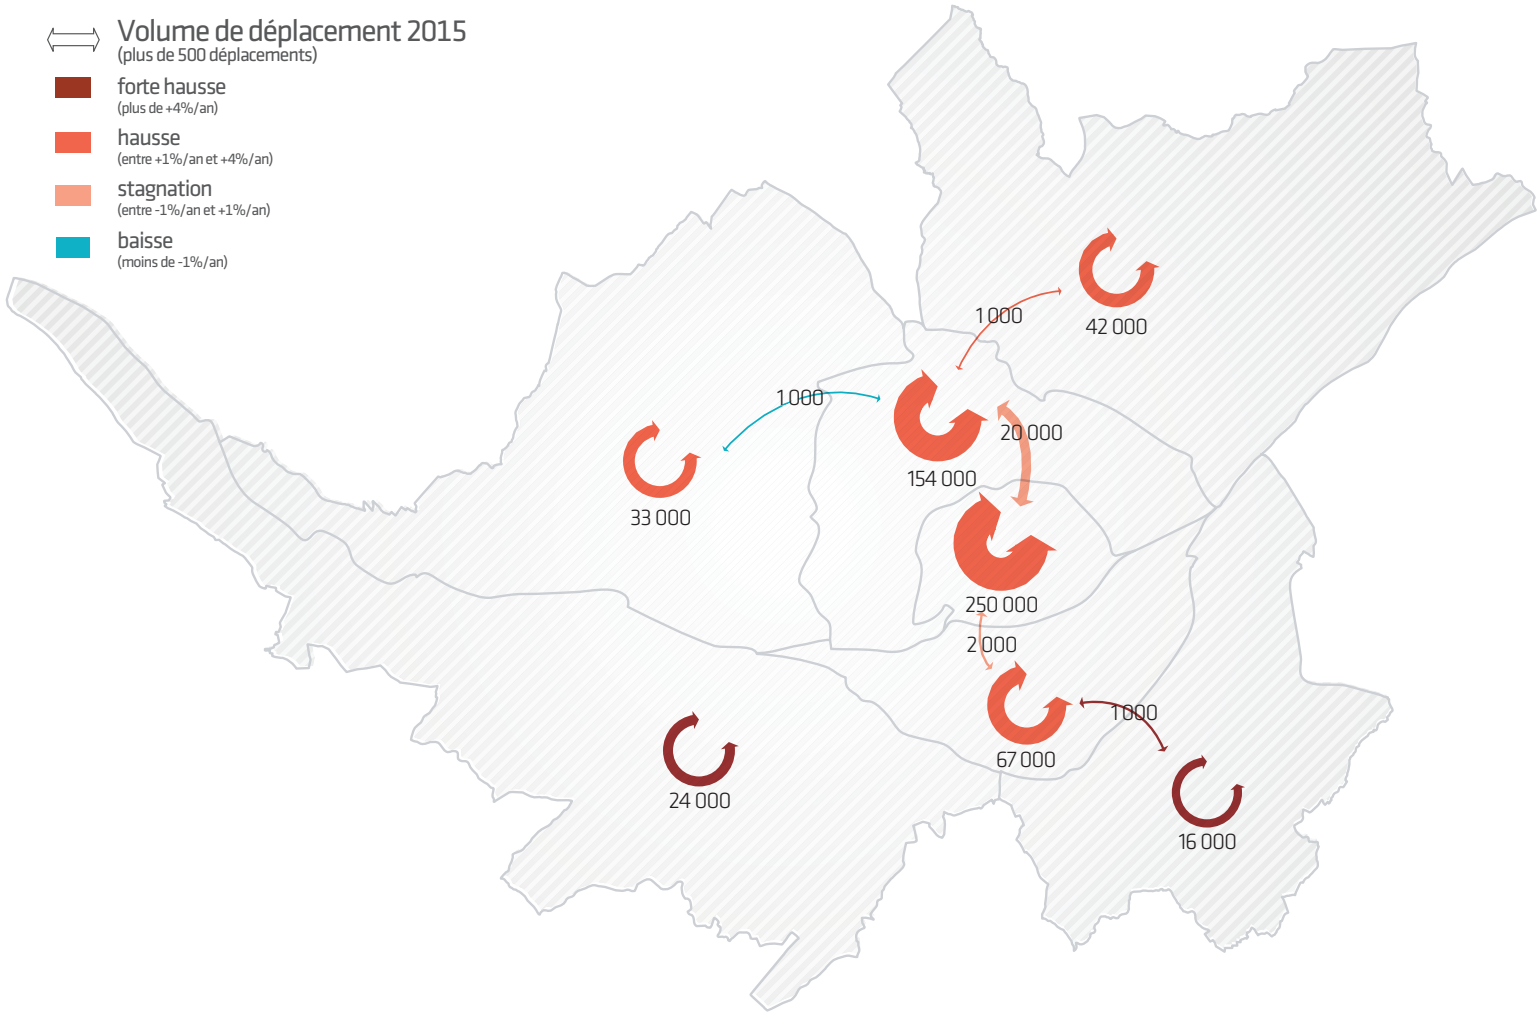 Volume de déplacement 2015
(plus de 500 déplacements)
forte hausse
(plus de +4%/an)
hausse
(entre +1%/an et +4%/an)
stagnation
(entre -1%/an et +1%/an)
baisse
(moins de -1%/an)
1 000
42 000
1 000
20 000
154 000
33 000
250 000
2 000
1 000
67 000
24 000
16 000